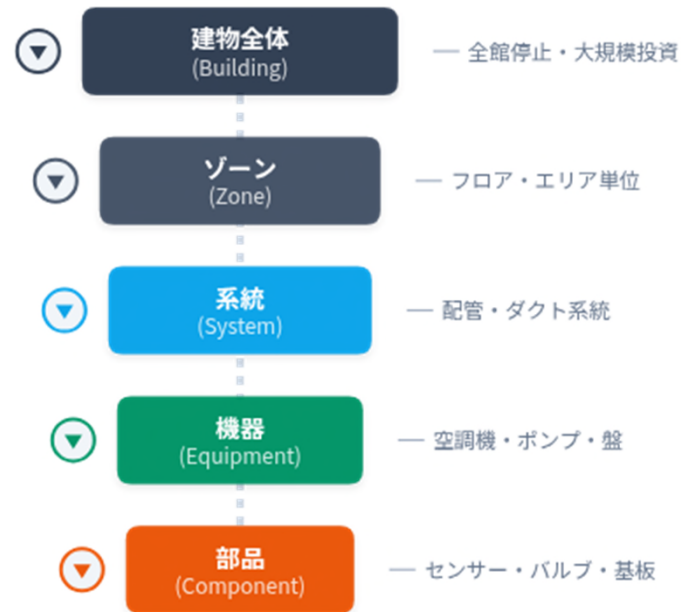 建物全体
(Building)
全館停止・大規模投資
ゾーン
(Zone)
フロア・エリア単位
系統
(System)
配管・ダクト系統
機器
(Equipment)
空調機・ポンプ・盤
部品
(Component)
センサー・バルブ・基板